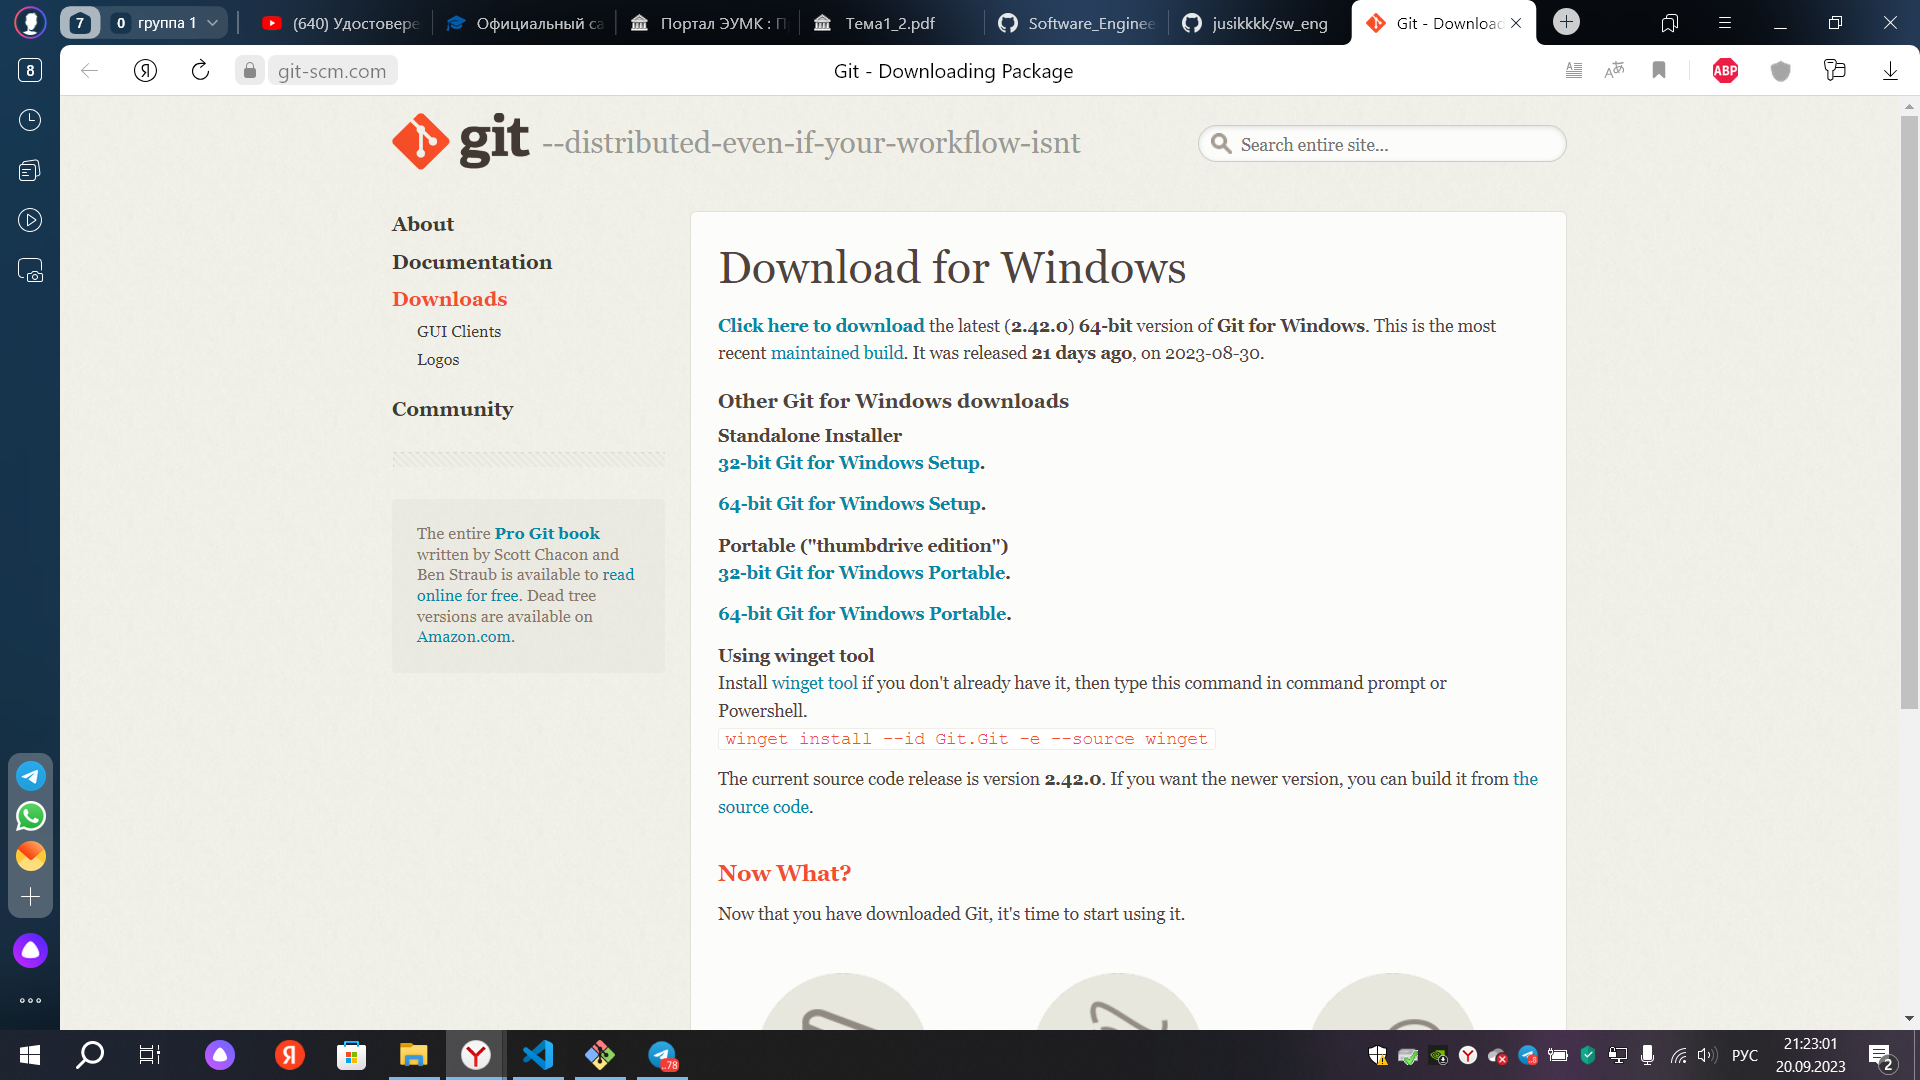 7
0
группа 1
(640) Удостовере
Официальный са
Портал ЭУМК : П
Тема1_2.pdf
Software_Enginee
jusikkkk/sw_eng
Git - Download
8
Я
git-scm.com
Git - Downloading Package
ABP
git --distributed-even-if-your-workflow-isnt
Search entire site...
About
Documentation
Downloads
GUI Clients
Logos
Community
The entire Pro Git book
written by Scott Chacon and
Ben Straub is available to read
online for free. Dead tree
versions are available on
Amazon.com.
Download for Windows
Click here to download the latest (2.42.0) 64-bit version of Git for Windows. This is the most
recent maintained build. It was released 21 days ago, on 2023-08-30.
Other Git for Windows downloads
Standalone Installer
32-bit Git for Windows Setup.
64-bit Git for Windows Setup.
Portable ("thumbdrive edition")
32-bit Git for Windows Portable.
64-bit Git for Windows Portable.
Using winget tool
Install winget tool if you don't already have it, then type this command in command prompt or
Powershell.
winget install --id Git.Git -e --source winget
The current source code release is version 2.42.0. If you want the newer version, you can build it from the
source code.
Now What?
Now that you have downloaded Git, it's time to start using it.
Я
Y
..78
РУС
21:23:01
20.09.2023
2